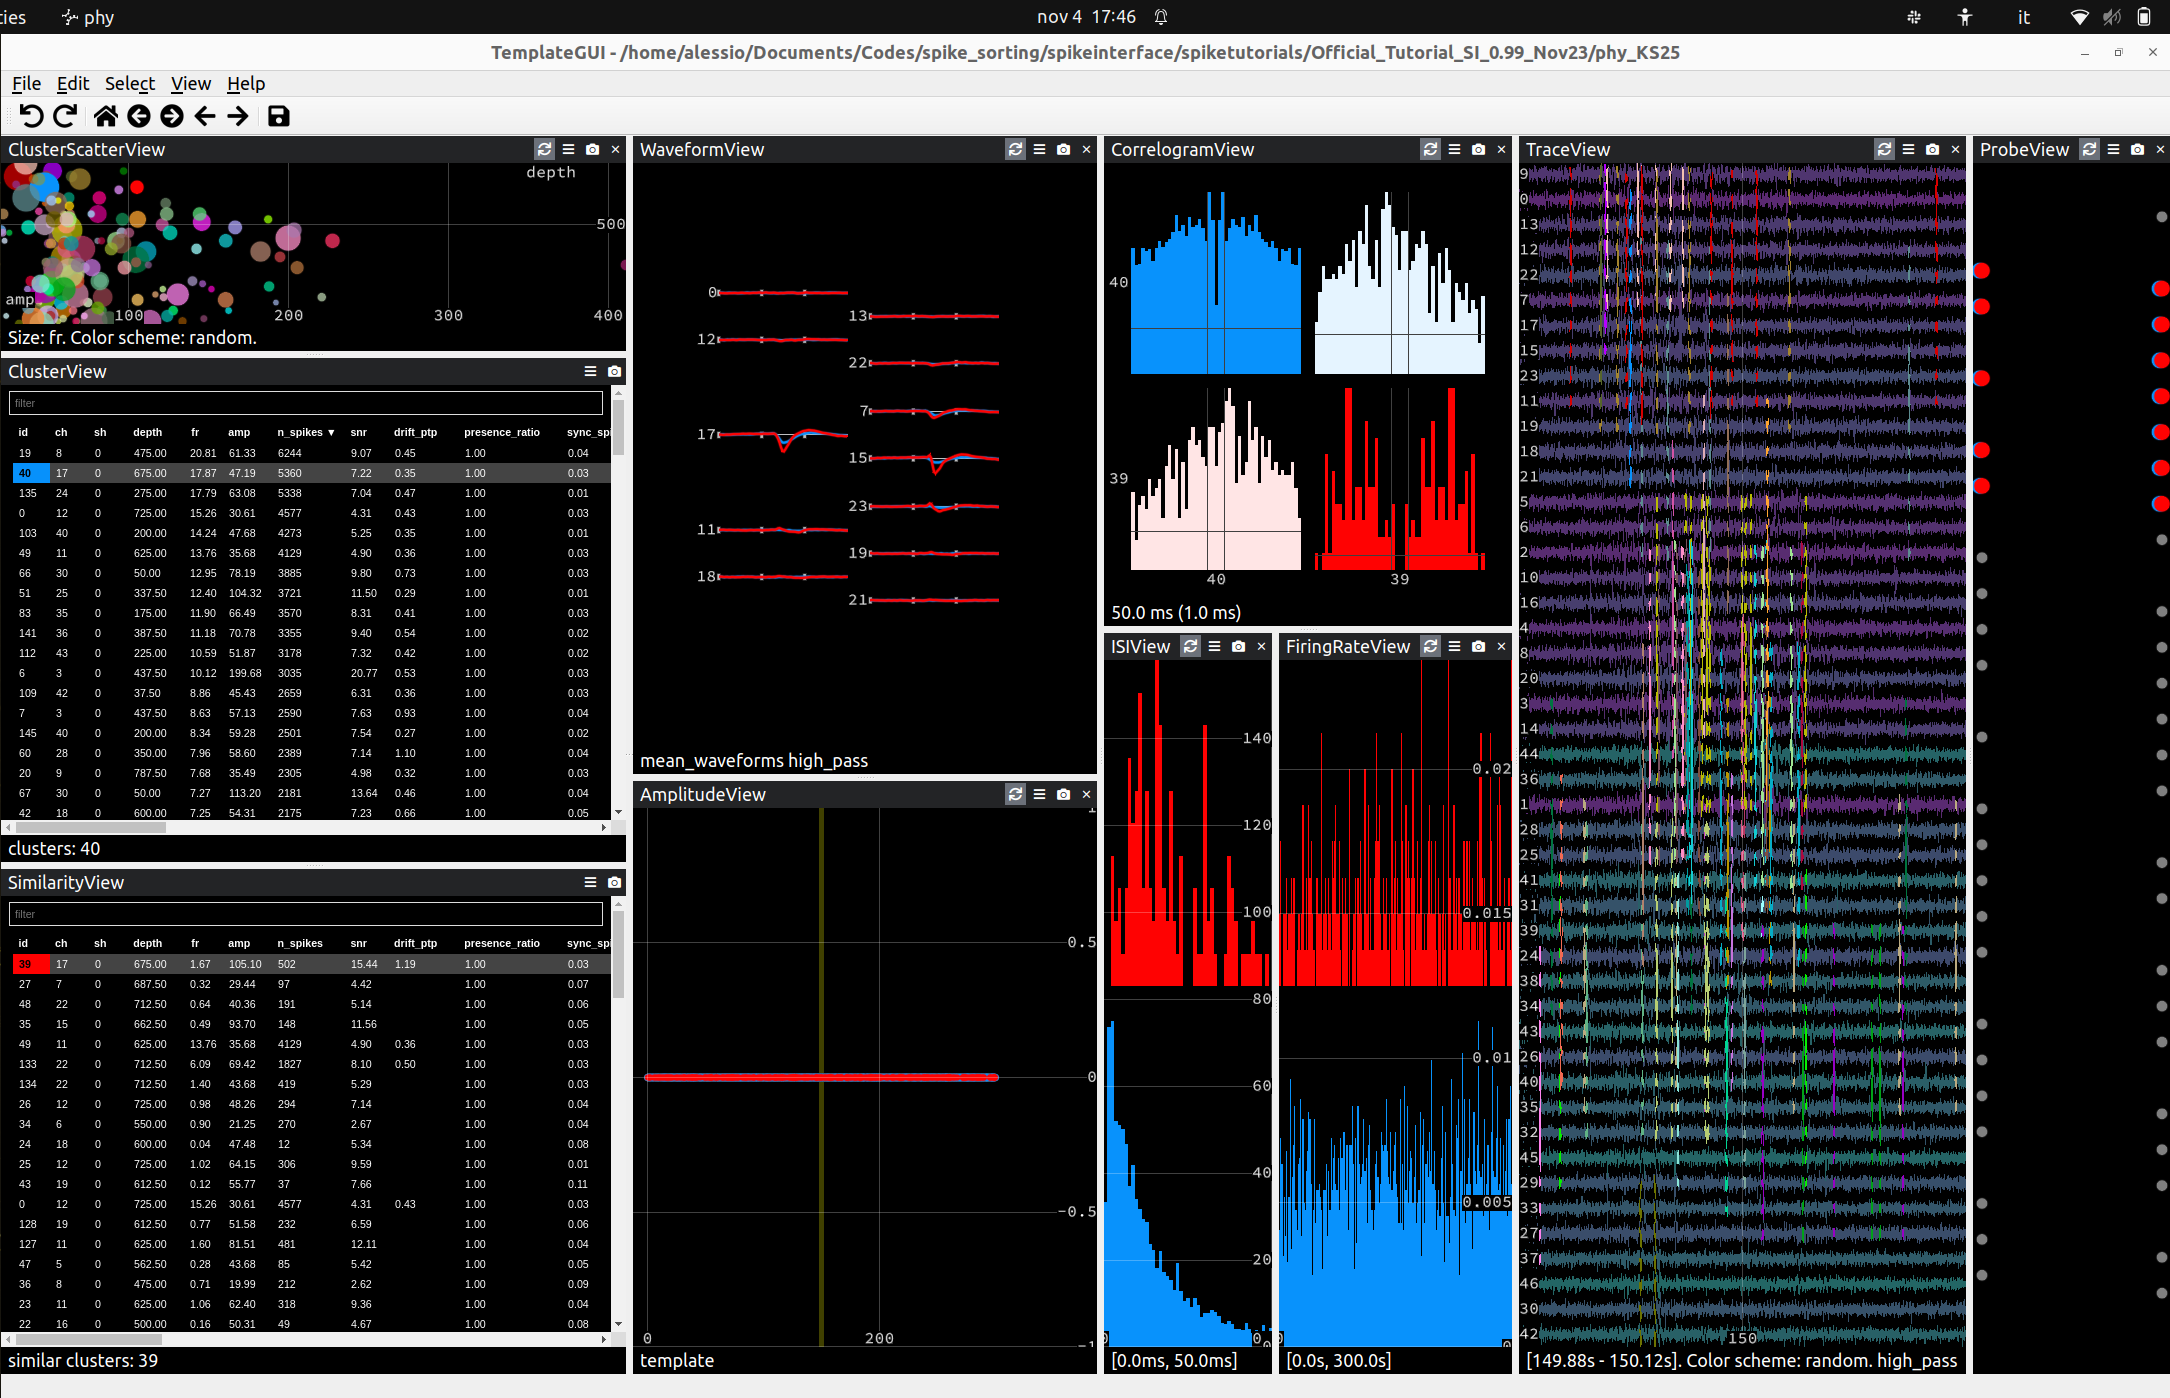 ties phy nov 4 17:46 it
TemplateGUI - /home/alessio/Documents/Codes/spike_sorting/spikeinterface/spiketutorials/Official_Tutorial_SI_0.99_Nov23/phy_KS25
File Edit Select View Help
ClusterScatterView
depth
500
amp
100 200 300 400
Size: fr. Color scheme: random.
ClusterView
filter
id ch sh depth fr amp n_spikes ▼ snr drift_ptp presence_ratio sync_spi
19 8 0 475.00 20.81 61.33 6244 9.07 0.45 1.00 0.04
40 17 0 675.00 17.87 47.19 5360 7.22 0.35 1.00 0.03
135 24 0 275.00 17.79 63.08 5338 7.04 0.47 1.00 0.01
0 12 0 725.00 15.26 30.61 4577 4.31 0.43 1.00 0.03
103 40 0 200.00 14.24 47.68 4273 5.25 0.35 1.00 0.01
49 11 0 625.00 13.76 35.68 4129 4.90 0.36 1.00 0.03
66 30 0 50.00 12.95 78.19 3885 9.80 0.73 1.00 0.03
51 25 0 337.50 12.40 104.32 3721 11.50 0.29 1.00 0.01
83 35 0 175.00 11.90 66.49 3570 8.31 0.41 1.00 0.03
141 36 0 387.50 11.18 70.78 3355 9.40 0.54 1.00 0.02
112 43 0 225.00 10.59 51.87 3178 7.32 0.42 1.00 0.02
6 3 0 437.50 10.12 199.68 3035 20.77 0.53 1.00 0.03
109 42 0 37.50 8.86 45.43 2659 6.31 0.36 1.00 0.03
7 3 0 437.50 8.63 57.13 2590 7.63 0.93 1.00 0.04
145 40 0 200.00 8.34 59.28 2501 7.54 0.27 1.00 0.02
60 28 0 350.00 7.96 58.60 2389 7.14 1.10 1.00 0.04
20 9 0 787.50 7.68 35.49 2305 4.98 0.32 1.00 0.03
67 30 0 50.00 7.27 113.20 2181 13.64 0.46 1.00 0.04
42 18 0 600.00 7.25 54.31 2175 7.23 0.66 1.00 0.05
clusters: 40
SimilarityView
filter
id ch sh depth fr amp n_spikes snr drift_ptp presence_ratio sync_spi
39 17 0 675.00 1.67 105.10 502 15.44 1.19 1.00 0.03
27 7 0 687.50 0.32 29.44 97 4.42 1.00 0.07
48 22 0 712.50 0.64 40.36 191 5.14 1.00 0.06
35 15 0 662.50 0.49 93.70 148 11.56 1.00 0.05
49 11 0 625.00 13.76 35.68 4129 4.90 0.36 1.00 0.03
133 22 0 712.50 6.09 69.42 1827 8.10 0.50 1.00 0.03
134 22 0 712.50 1.40 43.68 419 5.29 1.00 0.03
26 12 0 725.00 0.98 48.26 294 7.14 1.00 0.04
34 6 0 550.00 0.90 21.25 270 2.67 1.00 0.04
24 18 0 600.00 0.04 47.48 12 5.34 1.00 0.08
25 12 0 725.00 1.02 64.15 306 9.59 1.00 0.01
43 19 0 612.50 0.12 55.77 37 7.66 1.00 0.11
0 12 0 725.00 15.26 30.61 4577 4.31 0.43 1.00 0.03
128 19 0 612.50 0.77 51.58 232 6.59 1.00 0.06
127 11 0 625.00 1.60 81.51 481 12.11 1.00 0.04
47 5 0 562.50 0.28 43.68 85 5.42 1.00 0.05
36 8 0 475.00 0.71 19.99 212 2.62 1.00 0.09
23 11 0 625.00 1.06 62.40 318 9.36 1.00 0.04
22 16 0 500.00 0.16 50.31 49 4.67 1.00 0.08
similar clusters: 39
WaveformView
0
13
12
22
7
17
15
23
11
19
18
21
mean_waveforms high_pass
AmplitudeView
1
0.5
0
-0.5
-1
0 200
template
CorrelogramView
40
39
40 39
50.0 ms (1.0 ms)
ISIView
140
120
100
80
60
40
20
0
[0.0ms, 50.0ms]
FiringRateView
0.02
0.015
0.01
0.005
0
[0.0s, 300.0s]
TraceView
9
0
13
12
22
7
17
15
23
11
19
18
21
5
6
2
10
16
4
8
20
3
14
44
36
1
28
25
41
31
39
24
38
34
43
26
40
35
32
45
29
33
27
37
46
30
42
150
[149.88s - 150.12s]. Color scheme: random. high_pass
ProbeView